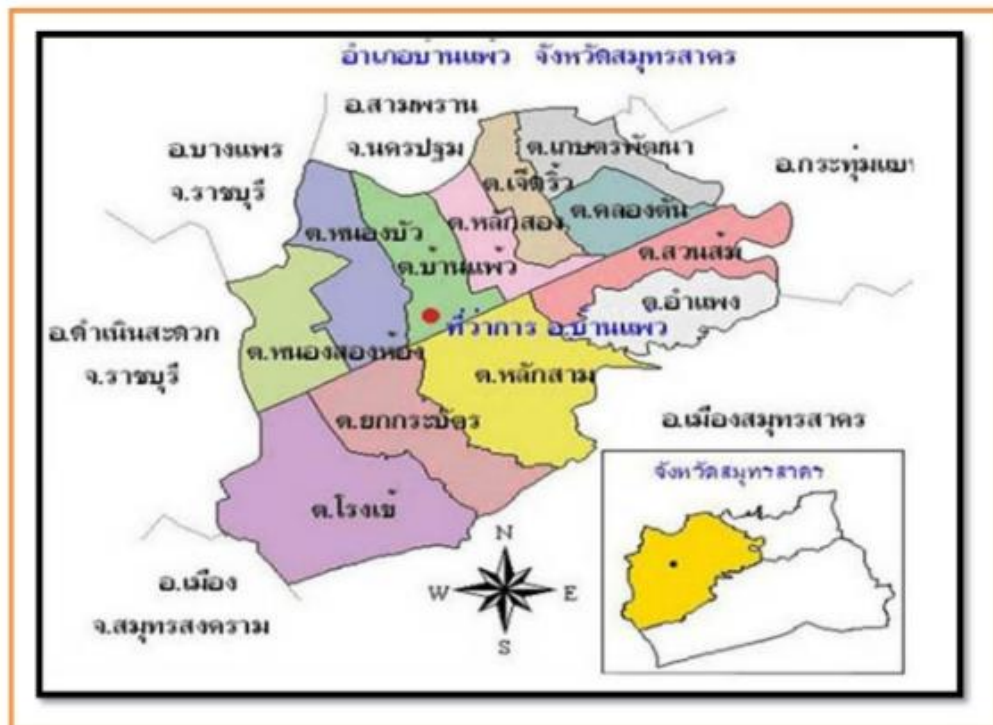 อำเภอบ้านแพ้ว จังหวัดสมุทรสาคร
อ.สามพราน
จ.นครปฐม
อ.บางแพร
จ.ราชบุรี
ต.เกษตรพัฒนา
อ.กระทุ่มแบ
ต.เจ็ดริ้ว
ต.คลองตัน
ต.หลักสอง
ต.หนองบัว
ต.สวนส้ม
ต.บ้านแพ้ว
ต.อำแพง
ที่ว่าการ อ.บ้านแพ้ว
อ.ดำเนินสะดวก
จ.ราชบุรี
ต.หนองสองห้อง
ต.หลักสาม
ต.ยกกระบัตร
อ.เมืองสมุทรสาคร
จังหวัดสมุทรสาคร
ต.โรงเข้
N
W
E
S
อ.เมือง
จ.สมุทรสงคราม